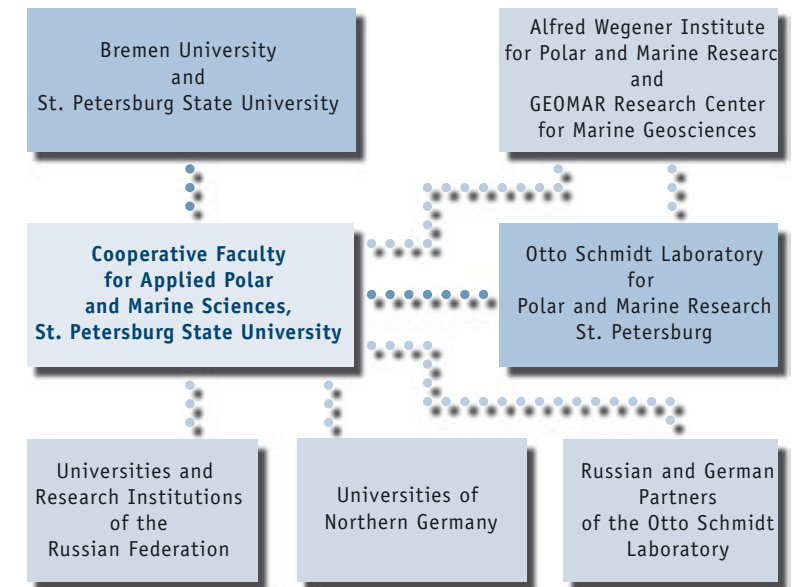 Bremen University
and
St. Petersburg State University
Alfred Wegener Institute
for Polar and Marine Researc
and
GEOMAR Research Center
for Marine Geosciences
Cooperative Faculty
for Applied Polar
and Marine Sciences,
St. Petersburg State University
Otto Schmidt Laboratory
for
Polar and Marine Research
St. Petersburg
Universities and
Research Institutions
of the
Russian Federation
Universities of
Northern Germany
Russian and German
Partners
of the Otto Schmidt
Laboratory